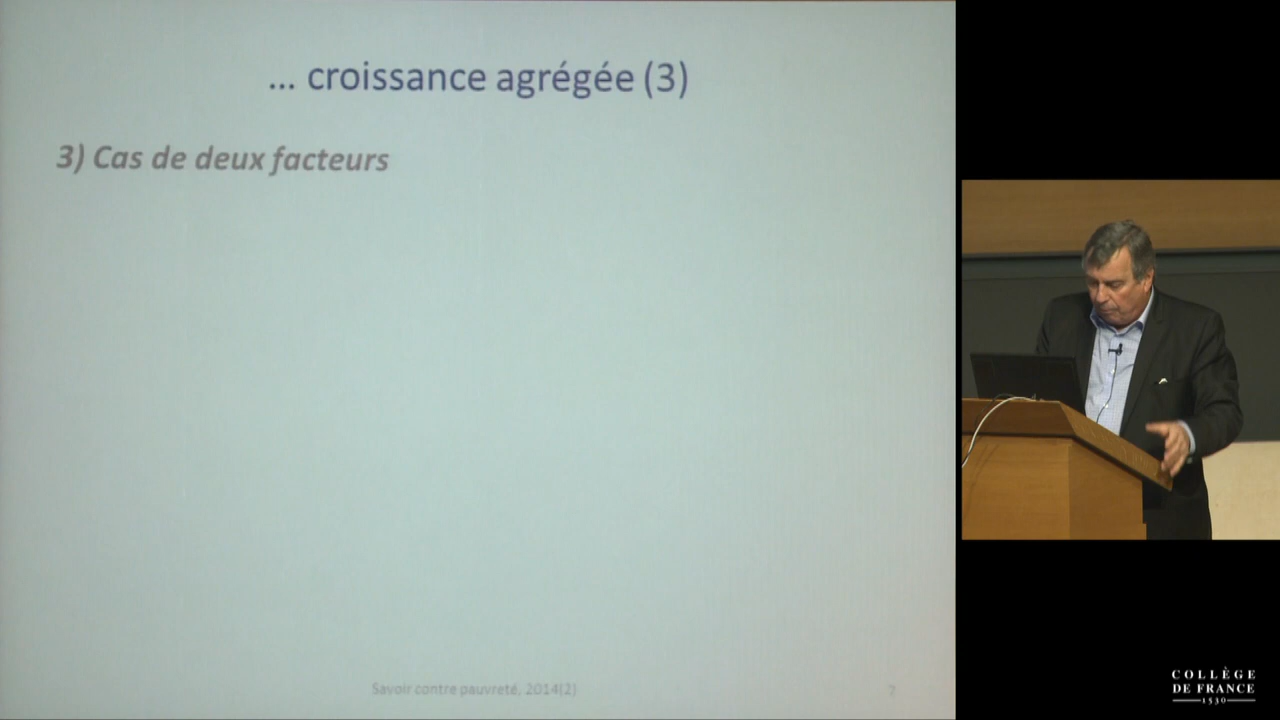 ... croissance agrégée (3)
3) Cas de deux facteurs
Savoir contre pauvreté, 2014(2)
7
COLLÈGE
DE FRANCE
1530